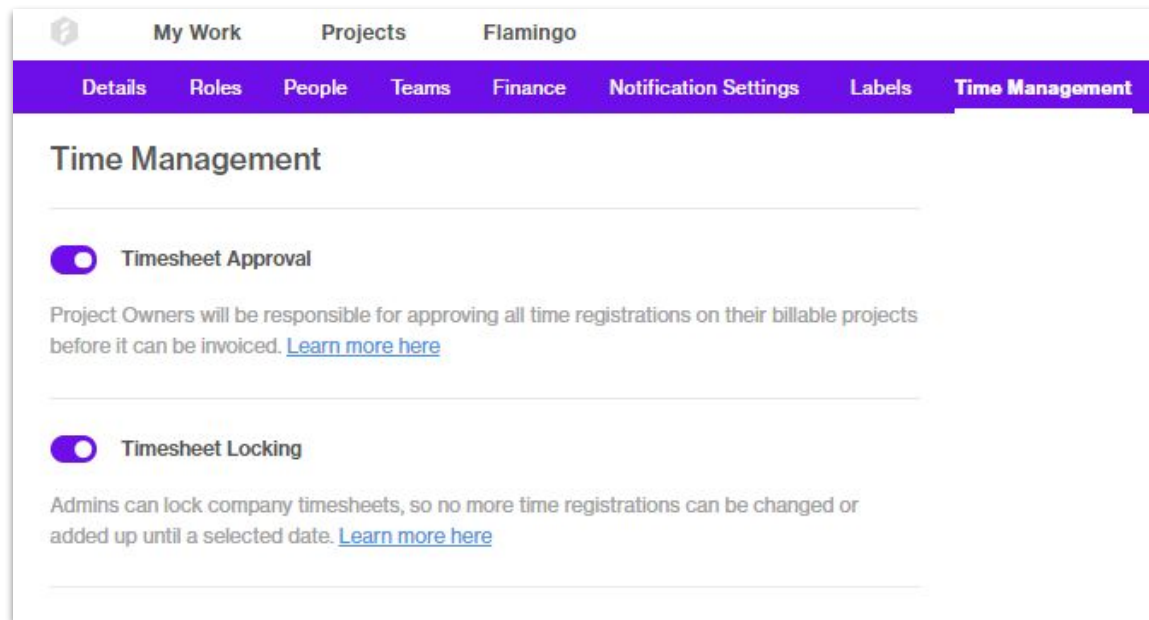 My Work Projects Flamingo
Details Roles People Teams Finance Notification Settings Labels Time Management
Time Management
Timesheet Approval
Project Owners will be responsible for approving all time registrations on their billable projects
before it can be invoiced. Learn more here
Timesheet Locking
Admins can lock company timesheets, so no more time registrations can be changed or
added up until a selected date. Learn more here